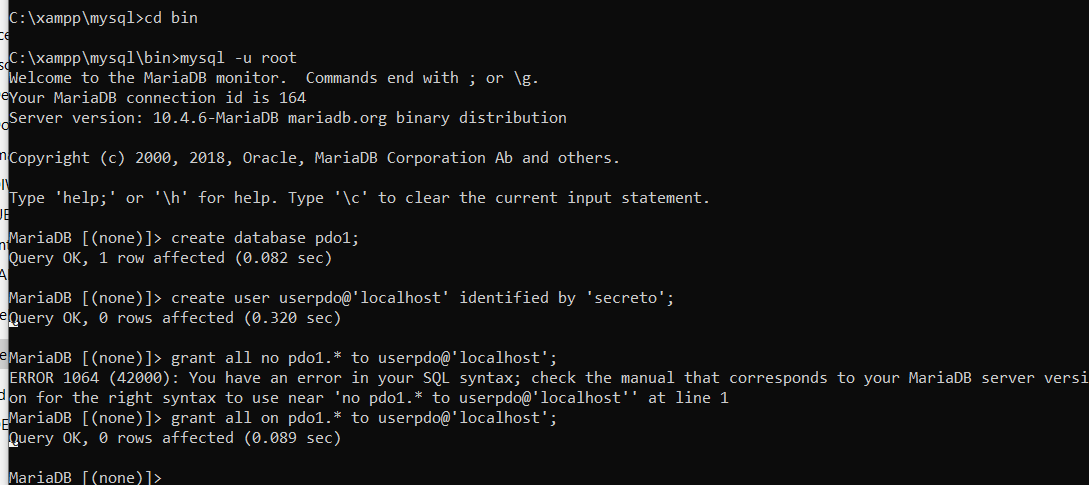 C:\xampp\mysql>cd bin
C:\xampp\mysql\bin>mysql -u root
Welcome to the MariaDB monitor.  Commands end with ; or \g.
Your MariaDB connection id is 164
Server version: 10.4.6-MariaDB mariadb.org binary distribution
Copyright (c) 2000, 2018, Oracle, MariaDB Corporation Ab and others.
Type 'help;' or '\h' for help. Type '\c' to clear the current input statement.
MariaDB [(none)]> create database pdo1;
Query OK, 1 row affected (0.082 sec)
MariaDB [(none)]> create user userpdo@'localhost' identified by 'secreto';
Query OK, 0 rows affected (0.320 sec)
MariaDB [(none)]> grant all no pdo1.* to userpdo@'localhost';
ERROR 1064 (42000): You have an error in your SQL syntax; check the manual that corresponds to your MariaDB server versi
on for the right syntax to use near 'no pdo1.* to userpdo@'localhost'' at line 1
MariaDB [(none)]> grant all on pdo1.* to userpdo@'localhost';
Query OK, 0 rows affected (0.089 sec)
MariaDB [(none)]>